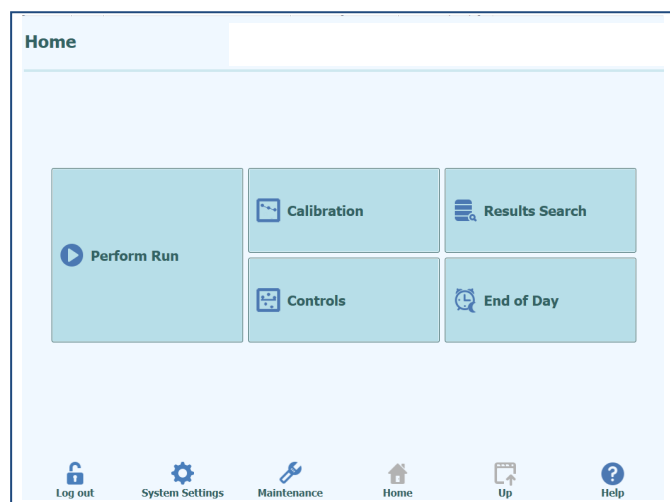 Home
Perform Run
Calibration
Results Search
Controls
End of Day
Log out
System Settings
Maintenance
Home
Up
Help